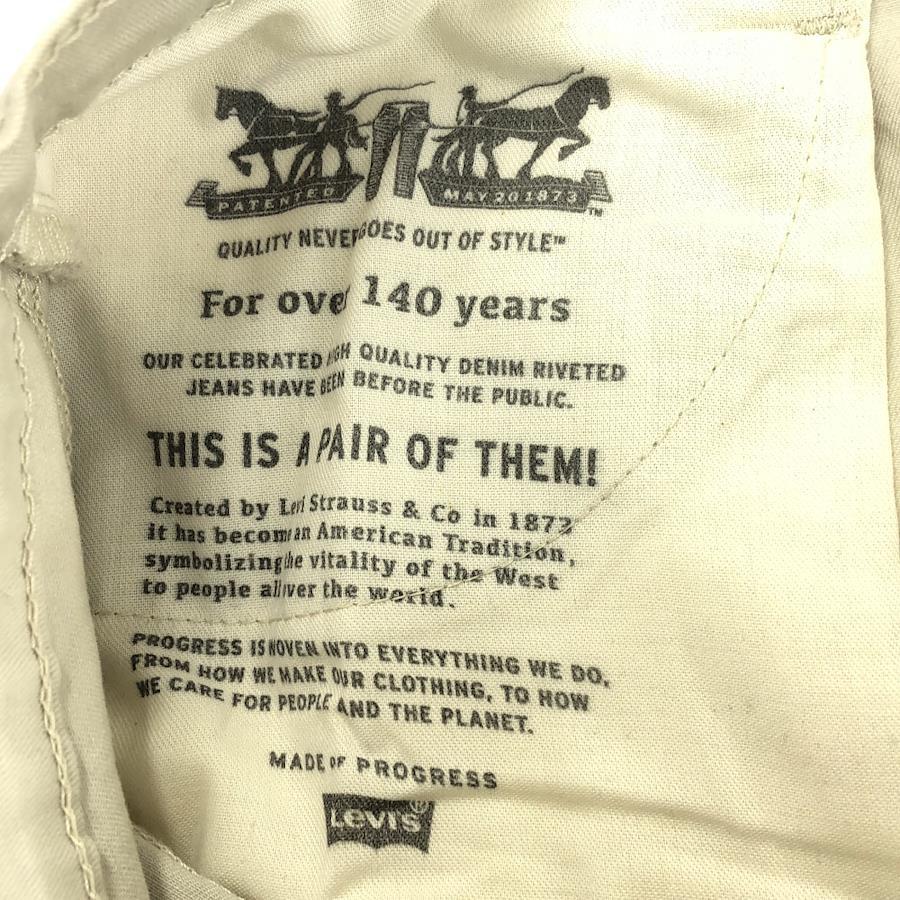 PATENTED MAY 20 1873 TM
QUALITY NEVER GOES OUT OF STYLE™
For over 140 years
OUR CELEBRATED HIGH QUALITY DENIM RIVETED
JEANS HAVE BEEN BEFORE THE PUBLIC.
THIS IS A PAIR OF THEM!
Created by Levi Strauss & Co in 1873
it has become an American Tradition,
symbolizing the vitality of the West
to people all over the world.
PROGRESS IS WOVEN INTO EVERYTHING WE DO,
FROM HOW WE MAKE OUR CLOTHING, TO HOW
WE CARE FOR PEOPLE AND THE PLANET.
MADE OF PROGRESS
LEVI'S ®